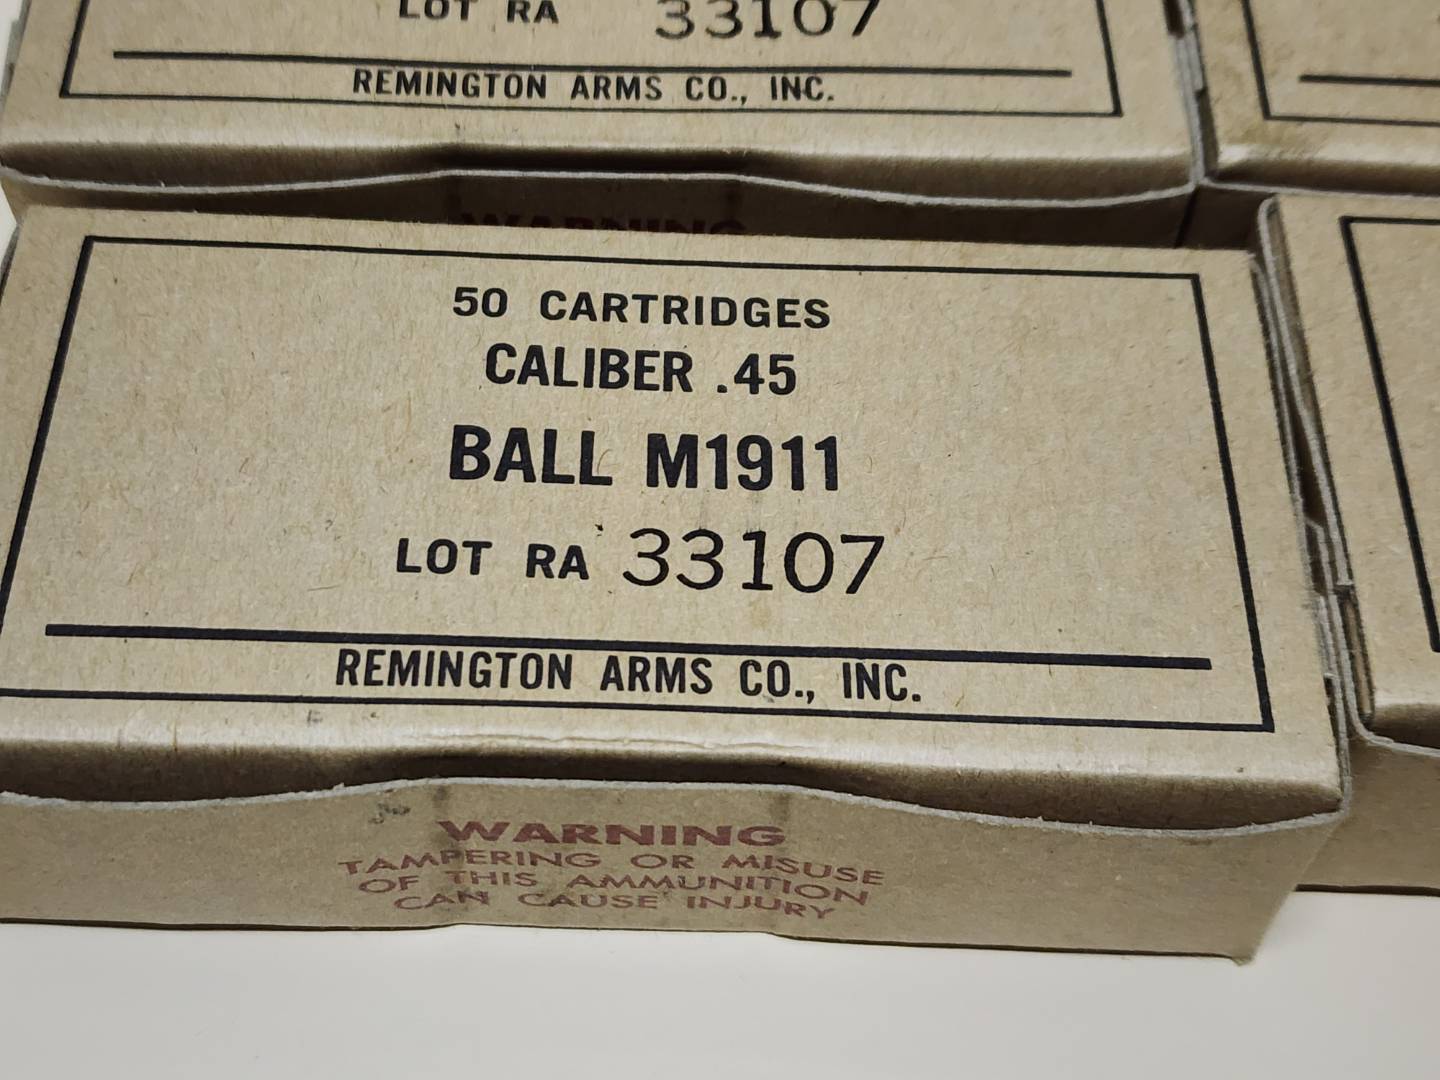 LOT RA 33107
REMINGTON ARMS CO., INC.
WARNING
50 CARTRIDGES
CALIBER .45
BALL M1911
LOT RA 33107
REMINGTON ARMS CO., INC.
WARNING
TAMPERING OR MISUSE
OF THIS AMMUNITION
CAN CAUSE INJURY